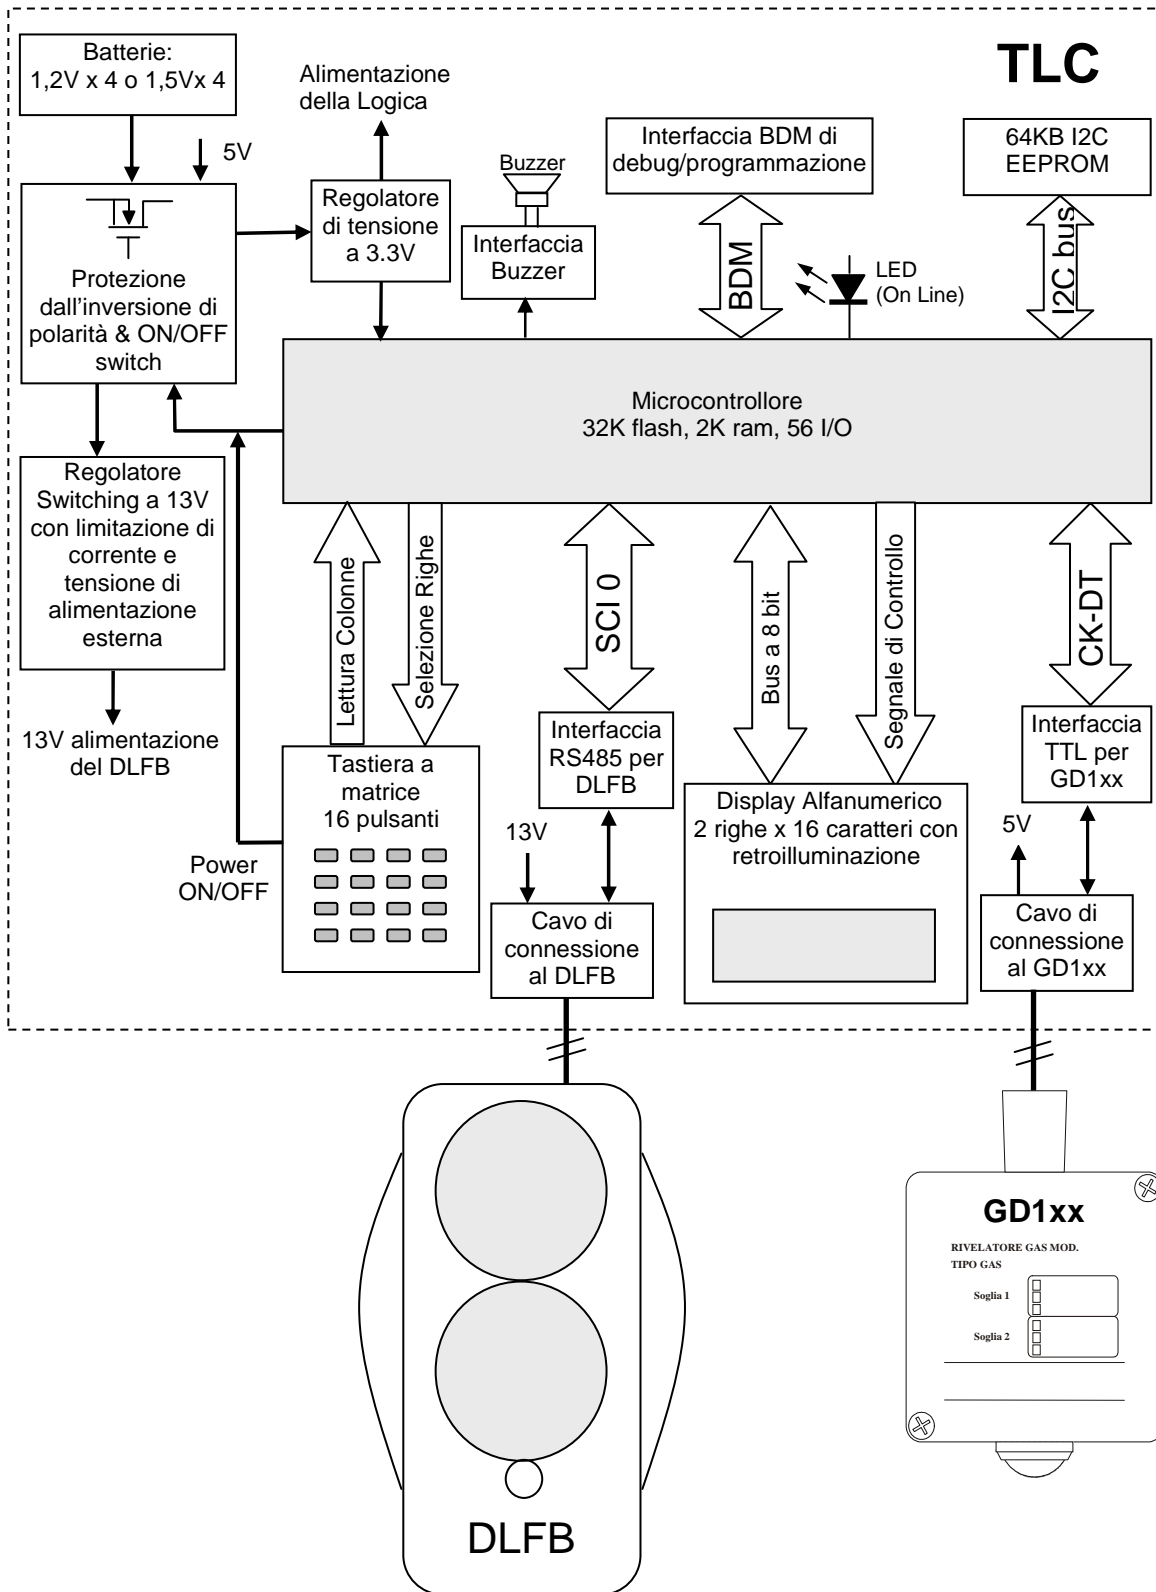 TLC
Batterie:
1,2V x 4 o 1,5Vx 4
5V
Alimentazione
della Logica
Regolatore
di tensione
a 3.3V
Buzzer
Interfaccia
Buzzer
Interfaccia BDM di
debug/programmazione
64KB I2C
EEPROM
BDM
LED
(On Line)
I2C bus
Protezione
dall'inversione di
polarità & ON/OFF
switch
Microcontrollore
32K flash, 2K ram, 56 I/O
Regolatore
Switching a 13V
con limitazione di
corrente e
tensione di
alimentazione
esterna
13V alimentazione
del DLFB
Lettura Colonne
Selezione Righe
SCI 0
Bus a 8 bit
Segnale di Controllo
CK-DT
Power
ON/OFF
Tastiera a
matrice
16 pulsanti
Interfaccia
RS485 per
DLFB
13V
Cavo di
connessione
al DLFB
Display Alfanumerico
2 righe x 16 caratteri con
retroilluminazione
Interfaccia
TTL per
GD1xx
5V
Cavo di
connessione
al GD1xx
DLFB
GD1xx
RIVELATORE GAS MOD.
TIPO GAS
Soglia 1
Soglia 2